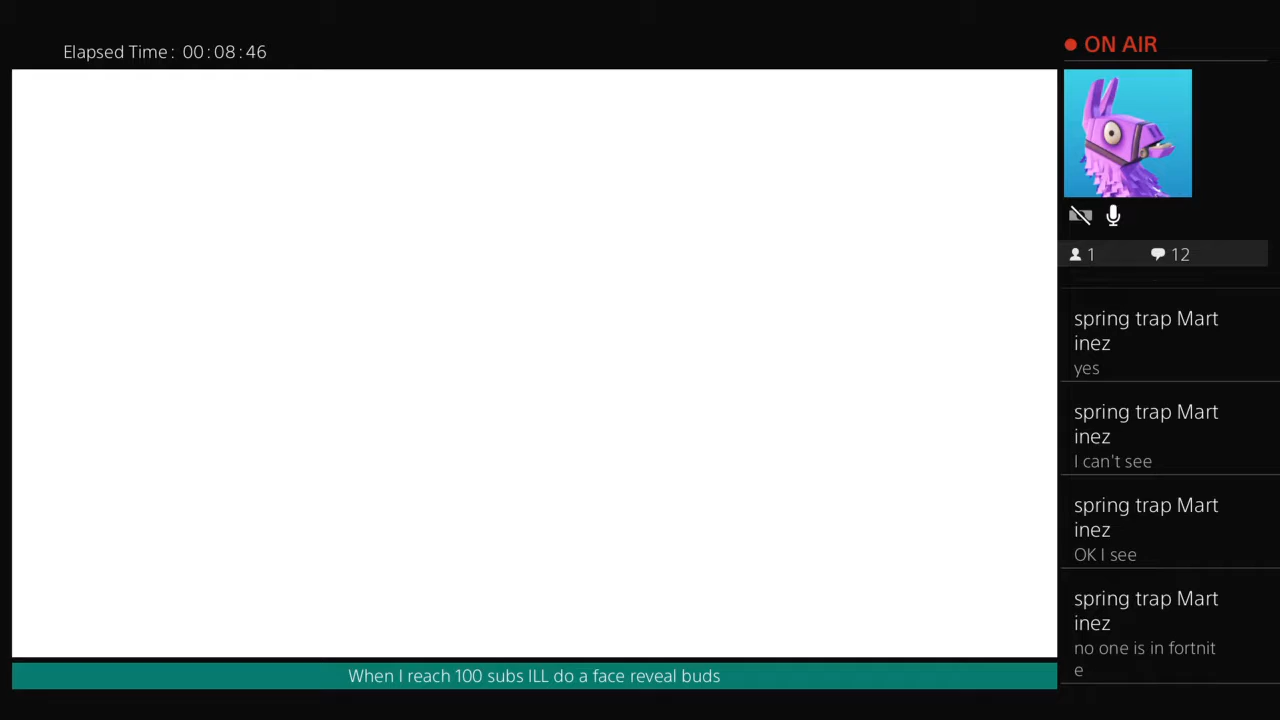 Elapsed Time: 00:08:46
ON AIR
1
12
spring trap Mart
inez
yes
spring trap Mart
inez
I can't see
spring trap Mart
inez
OK I see
spring trap Mart
inez
no one is in fortnit
e
When I reach 100 subs ILL do a face reveal buds